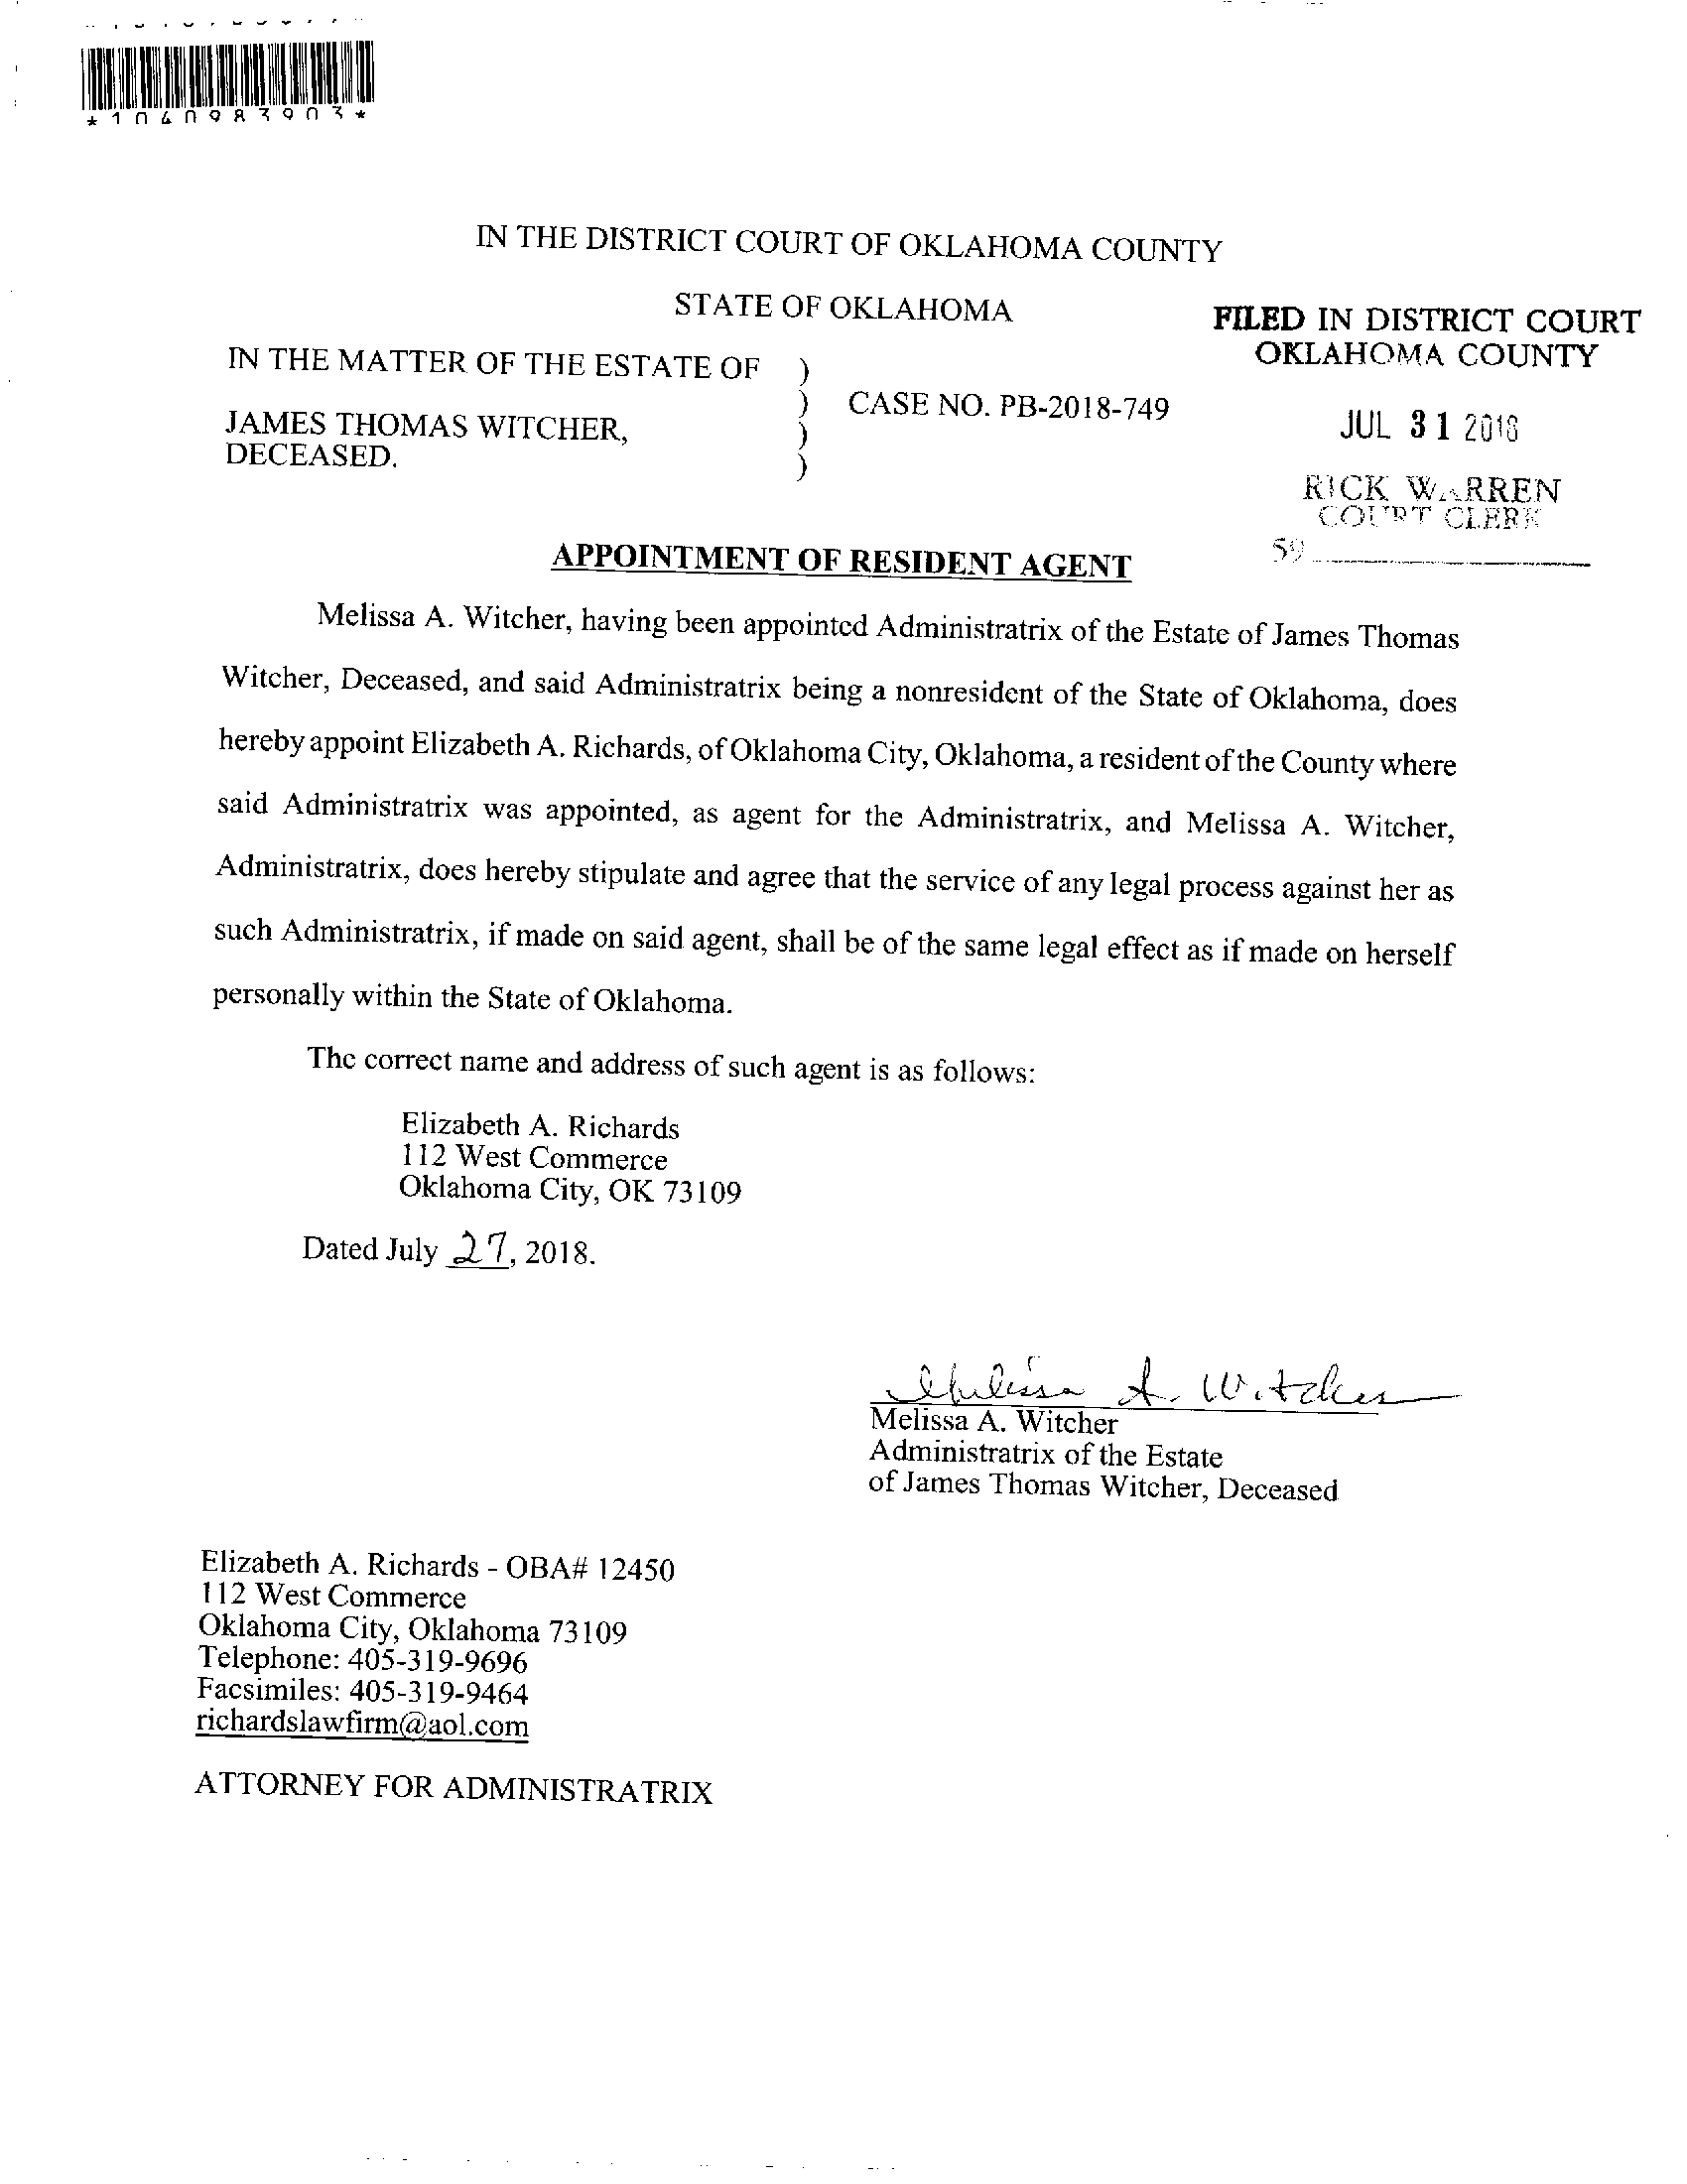 *1040983903*
IN THE DISTRICT COURT OF OKLAHOMA COUNTY
STATE OF OKLAHOMA
FILED IN DISTRICT COURT
OKLAHOMA COUNTY
JUL 31 2018
RICK WARREN
COURT CLERK
59
IN THE MATTER OF THE ESTATE OF )
) CASE NO. PB-2018-749
JAMES THOMAS WITCHER, )
DECEASED. )
APPOINTMENT OF RESIDENT AGENT
Melissa A. Witcher, having been appointed Administratrix of the Estate of James Thomas
Witcher, Deceased, and said Administratrix being a nonresident of the State of Oklahoma, does
hereby appoint Elizabeth A. Richards, of Oklahoma City, Oklahoma, a resident of the County where
said Administratrix was appointed, as agent for the Administratrix, and Melissa A. Witcher,
Administratrix, does hereby stipulate and agree that the service of any legal process against her as
such Administratrix, if made on said agent, shall be of the same legal effect as if made on herself
personally within the State of Oklahoma.
The correct name and address of such agent is as follows:
Elizabeth A. Richards
112 West Commerce
Oklahoma City, OK 73109
Dated July 27, 2018.
Melissa A. Witcher
Melissa A. Witcher
Administratrix of the Estate
of James Thomas Witcher, Deceased
Elizabeth A. Richards - OBA# 12450
112 West Commerce
Oklahoma City, Oklahoma 73109
Telephone: 405-319-9696
Facsimiles: 405-319-9464
richardslawfirm@aol.com
ATTORNEY FOR ADMINISTRATRIX